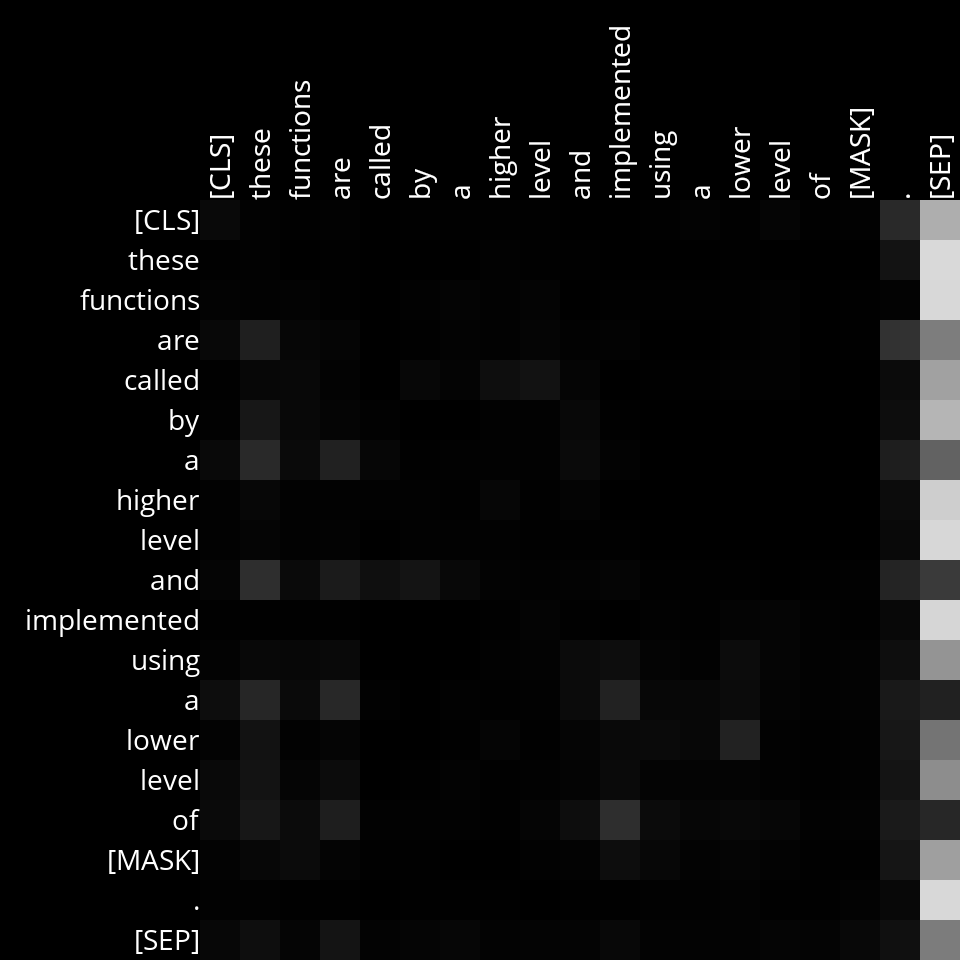 [CLS] these functions are called by a higher level and implemented using a lower level of [MASK] . [SEP]
[CLS]
these
functions
are
called
by
a
higher
level
and
implemented
using
a
lower
level
of
[MASK]
.
[SEP]